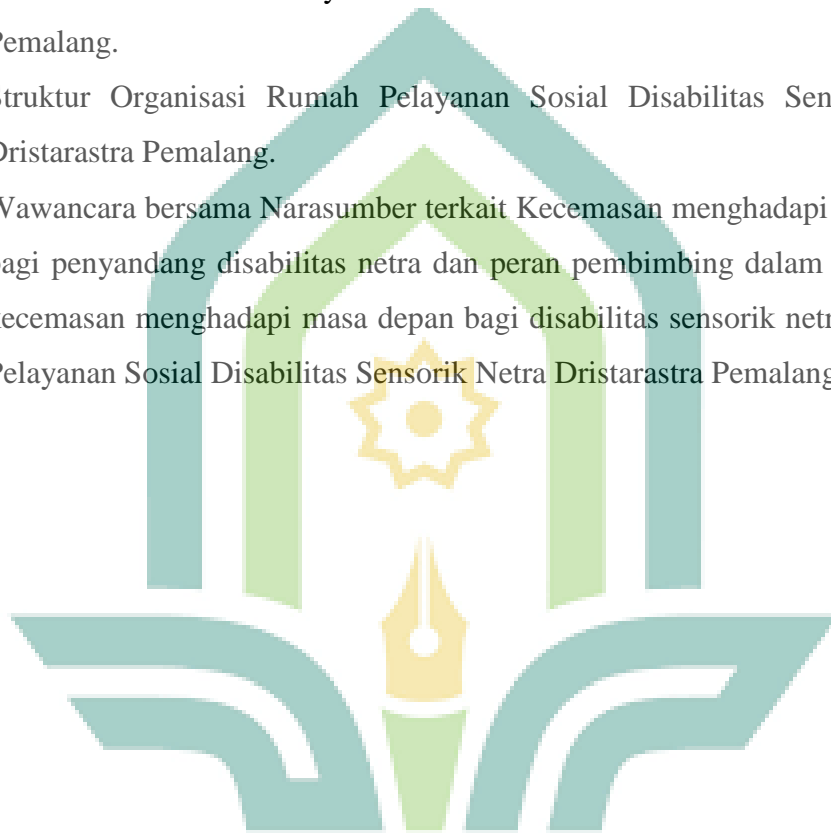 Pemalang.
Struktur Organisasi Rumah Pelayanan Sosial Disabilitas
Dristarastra Pemalang.
Wawancara bersama Narasumber terkait Kecemasan menghadapi
bagi penyandang disabilitas netra dan peran pembimbing dalam
kecemasan menghadapi masa depan bagi disabilitas sensorik
Pelayanan Sosial Disabilitas Sensorik Netra Dristarastra Pemalang